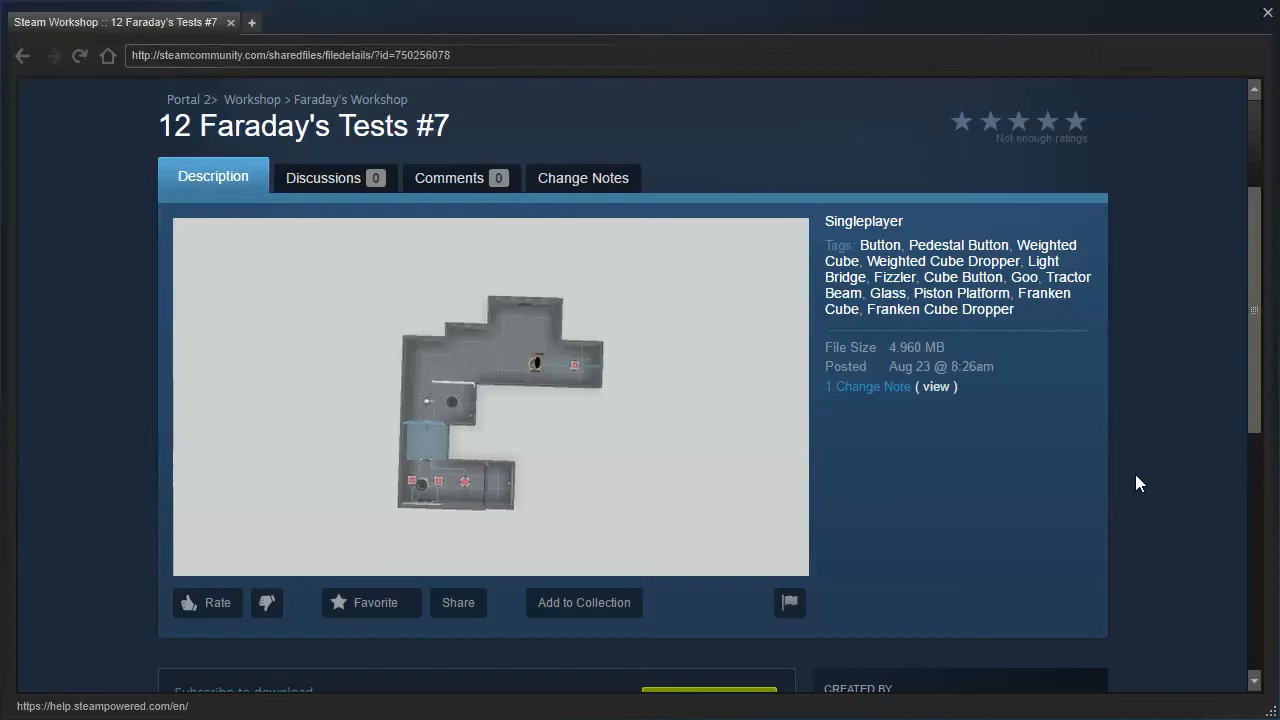 Steam Workshop :: 12 Faraday's Tests #7
http://steamcommunity.com/sharedfiles/filedetails/?id=750256078
Portal 2> Workshop > Faraday's Workshop
12 Faraday's Tests #7
Not enough ratings
Description
Discussions 0
Comments 0
Change Notes
Singleplayer
Tags: Button, Pedestal Button, Weighted
Cube, Weighted Cube Dropper, Light
Bridge, Fizzler, Cube Button, Goo, Tractor
Beam, Glass, Piston Platform, Franken
Cube, Franken Cube Dropper
File Size 4.960 MB
Posted Aug 23 @ 8:26am
1 Change Note ( view )
Rate
Favorite
Share
Add to Collection
Subscribe to download
CREATED BY
https://help.steampowered.com/en/